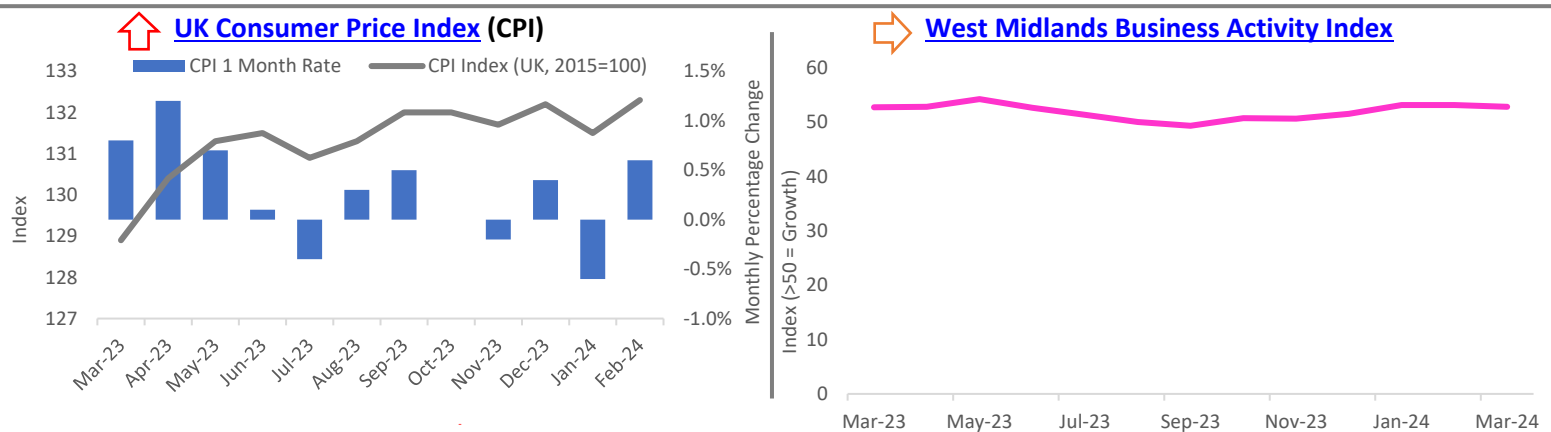 UK Consumer Price Index (CPI)
CPI 1 Month Rate
CPI Index (UK, 2015=100)
133
132
131
130
129
128
127
Index
1.5%
1.0%
0.5%
0.0%
-0.5%
-1.0%
Monthly Percentage Change
Mar-23
Apr-23
May-23
Jun-23
Jul-23
Aug-23
Sep-23
Oct-23
Nov-23
Dec-23
Jan-24
Feb-24
West Midlands Business Activity Index
60
50
40
30
20
10
0
Index (>50 = Growth)
Mar-23
May-23
Jul-23
Sep-23
Nov-23
Jan-24
Mar-24